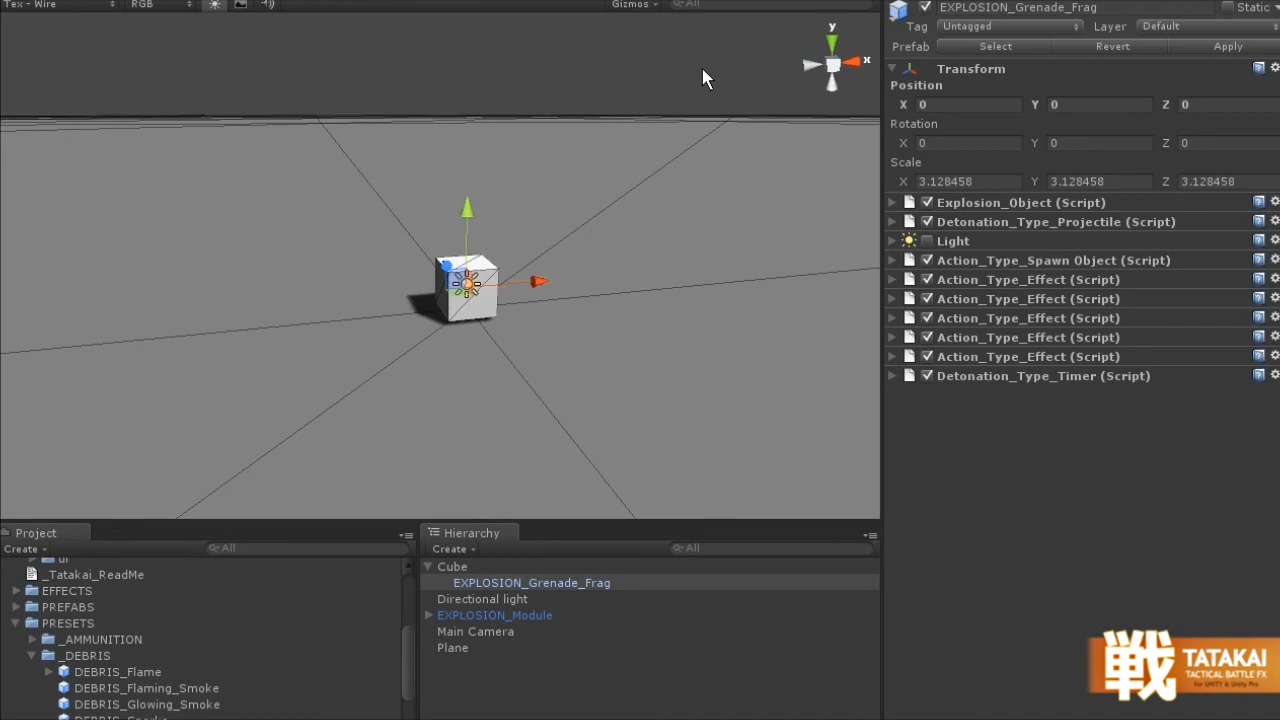 Tex - Wire
RGB
Gizmos
All
y
x
EXPLOSION_Grenade_Frag
Static
Tag
Untagged
Layer
Default
Prefab
Select
Revert
Apply
Transform
Position
X 0
Y 0
Z 0
Rotation
X 0
Y 0
Z 0
Scale
X 3.128458
Y 3.128458
Z 3.128458
Explosion_Object (Script)
Detonation_Type_Projectile (Script)
Light
Action_Type_Spawn Object (Script)
Action_Type_Effect (Script)
Action_Type_Effect (Script)
Action_Type_Effect (Script)
Action_Type_Effect (Script)
Action_Type_Effect (Script)
Detonation_Type_Timer (Script)
Project
Create
All
_Tatakai_ReadMe
EFFECTS
PREFABS
PRESETS
_AMMUNITION
_DEBRIS
DEBRIS_Flame
DEBRIS_Flaming_Smoke
DEBRIS_Glowing_Smoke
Hierarchy
Create
All
Cube
EXPLOSION_Grenade_Frag
Directional light
EXPLOSION_Module
Main Camera
Plane
戦
TATAKAI
TACTICAL BATTLE FX
for UNITY & Unity Pro